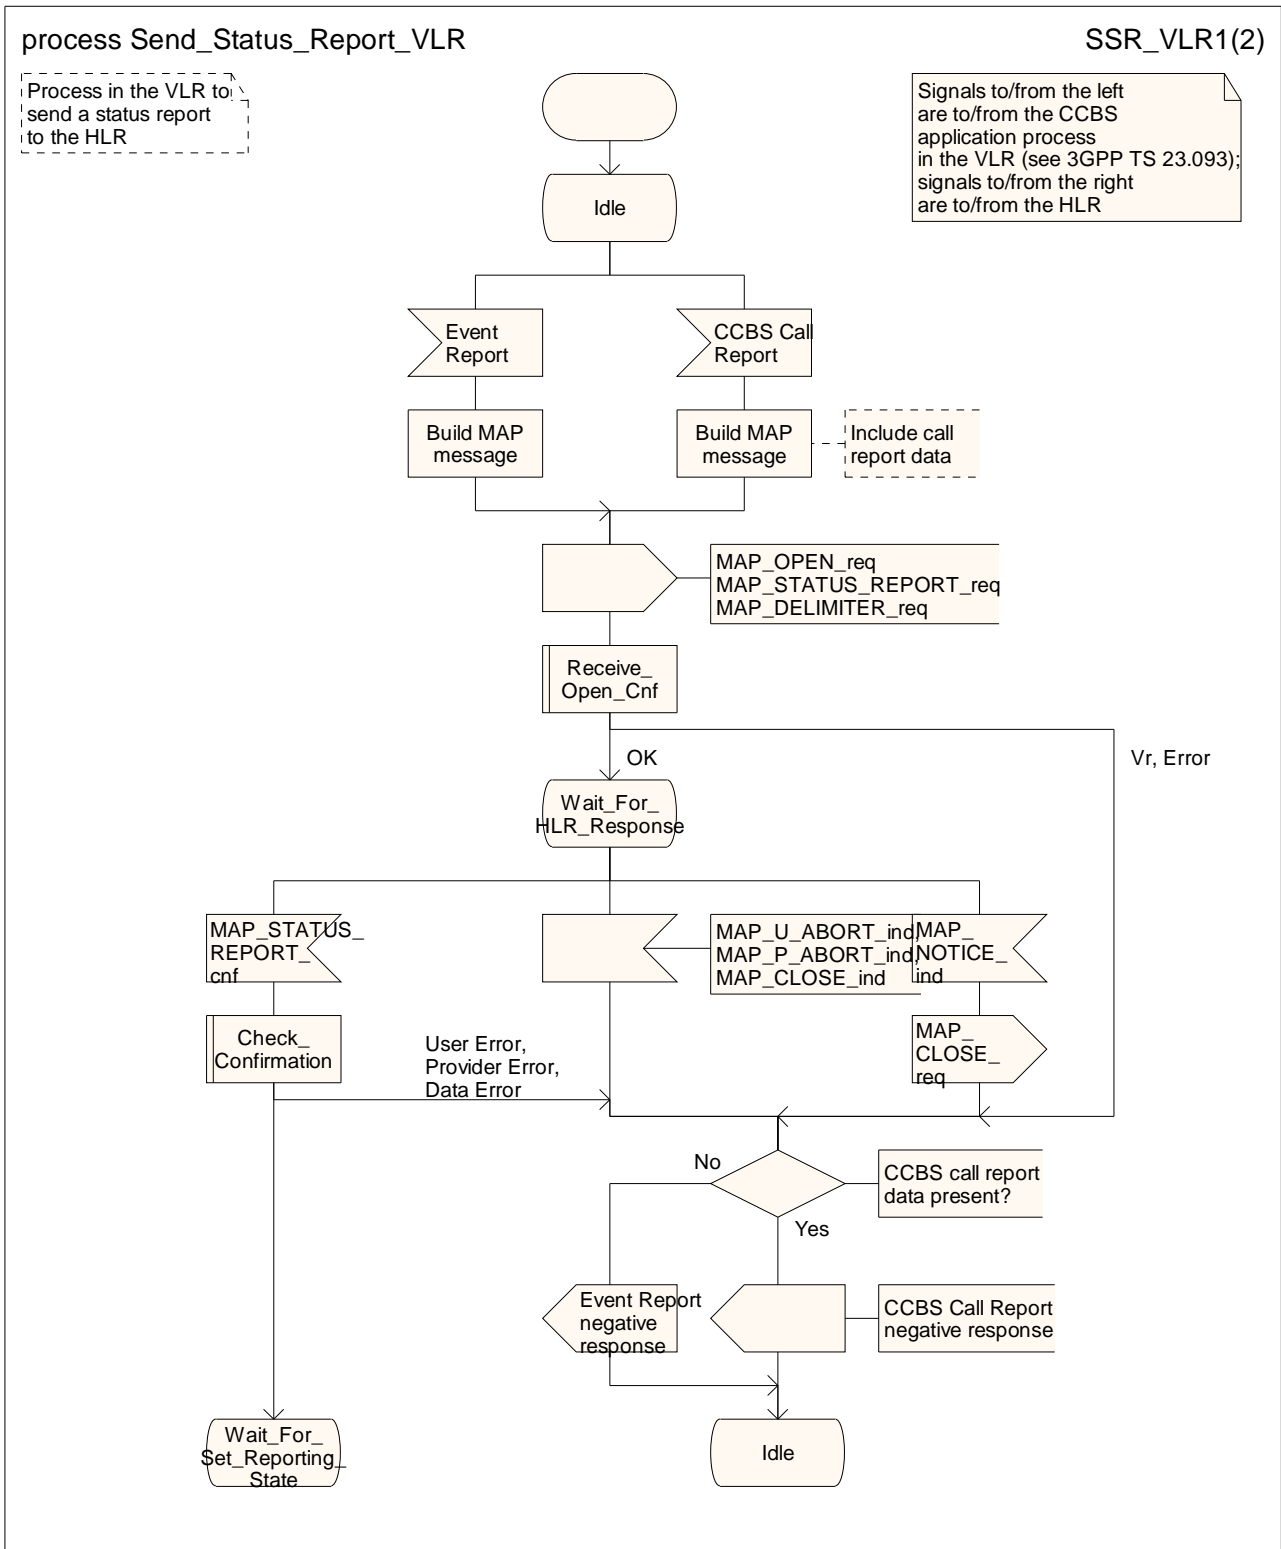 process Send_Status_Report_VLR
SSR_VLR1(2)
Process in the VLR to
send a status report
to the HLR
Signals to/from the left
are to/from the CCBS
application process
in the VLR (see 3GPP TS 23.093);
signals to/from the right
are to/from the HLR
Idle
Event
Report
CCBS Call
Report
Build MAP
message
Build MAP
message
Include call
report data
MAP_OPEN_req
MAP_STATUS_REPORT_req
MAP_DELIMITER_req
Receive_
Open_Cnf
OK
Vr, Error
Wait_For_
HLR_Response
MAP_STATUS_
REPORT_
cnf
MAP_U_ABORT_ind,
MAP_P_ABORT_ind,
MAP_CLOSE_ind
MAP_
NOTICE_
ind
Check_
Confirmation
User Error,
Provider Error,
Data Error
MAP_
CLOSE_
req
No
CCBS call report
data present?
Yes
Event Report
negative
response
CCBS Call Report
negative response
Wait_For_
Set_Reporting_
State
Idle